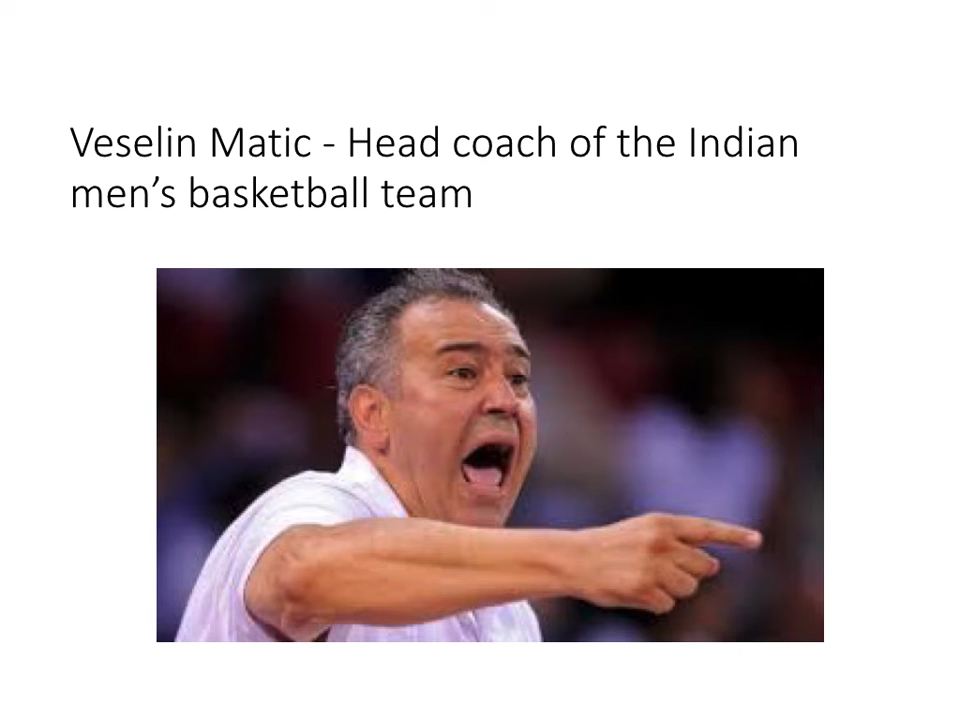 Veselin Matic - Head coach of the Indian
men’s basketball team